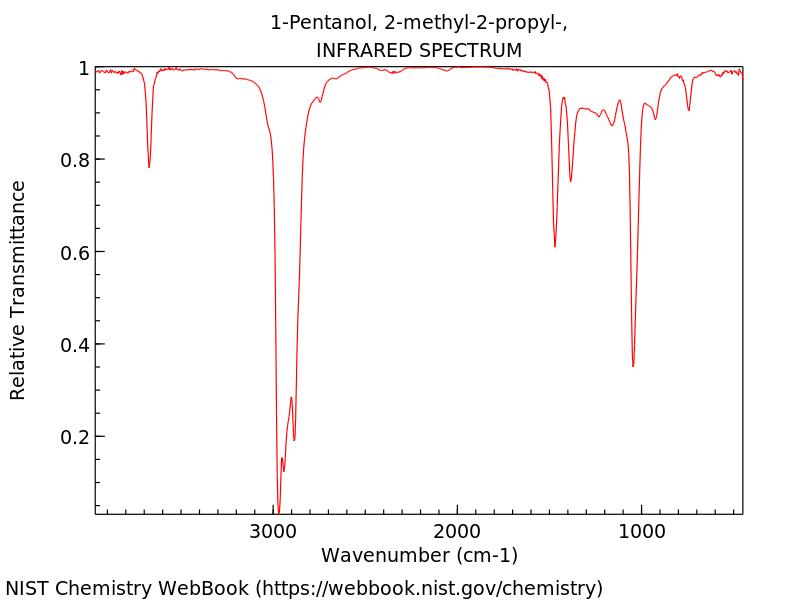 1-Pentanol, 2-methyl-2-propyl-,
INFRARED SPECTRUM
1
0.8
0.6
0.4
0.2
Relative Transmittance
3000 2000 1000
Wavenumber (cm-1)
NIST Chemistry WebBook (https://webbook.nist.gov/chemistry)